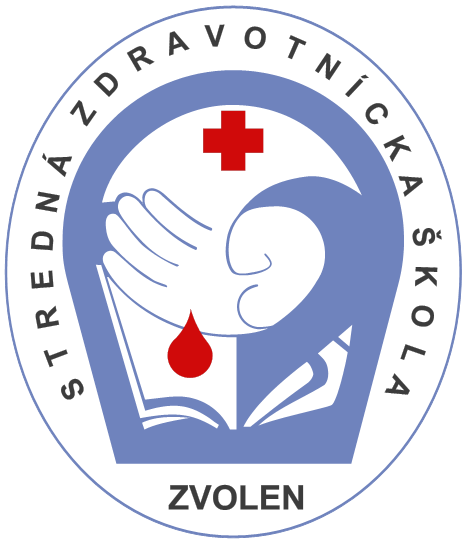 STREDNÁ ZDRAVOTNÍCKA ŠKOLA
ZVOLEN